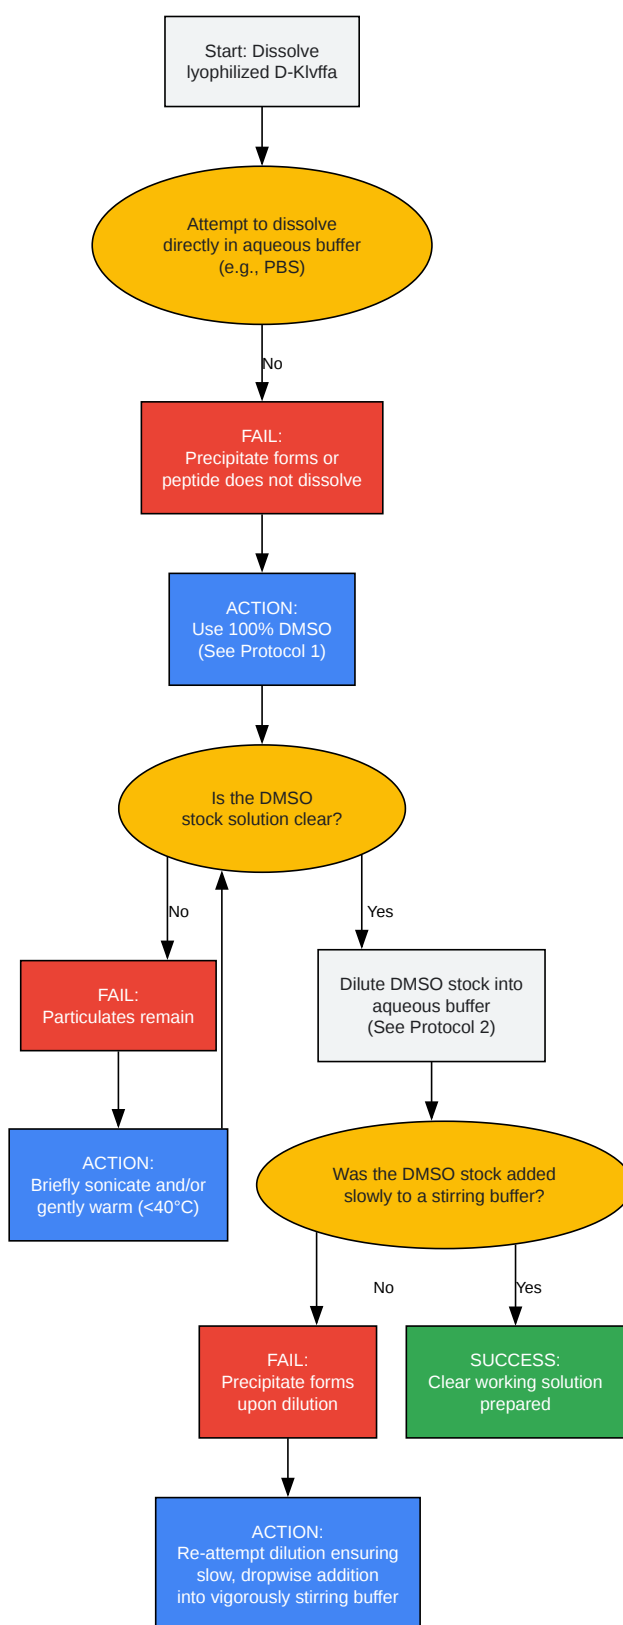 Start: Dissolve
lyophilized D-Klvffa
Attempt to dissolve
directly in aqueous buffer
(e.g., PBS)
No
FAIL:
Precipitate forms or
peptide does not dissolve
ACTION:
Use 100% DMSO
(See Protocol 1)
Is the DMSO
stock solution clear?
No
Yes
FAIL:
Particulates remain
Dilute DMSO stock into
aqueous buffer
(See Protocol 2)
ACTION:
Briefly sonicate and/or
gently warm (<40°C)
Was the DMSO stock added
slowly to a stirring buffer?
No
Yes
FAIL:
Precipitate forms
upon dilution
SUCCESS:
Clear working solution
prepared
ACTION:
Re-attempt dilution ensuring
slow, dropwise addition
into vigorously stirring buffer